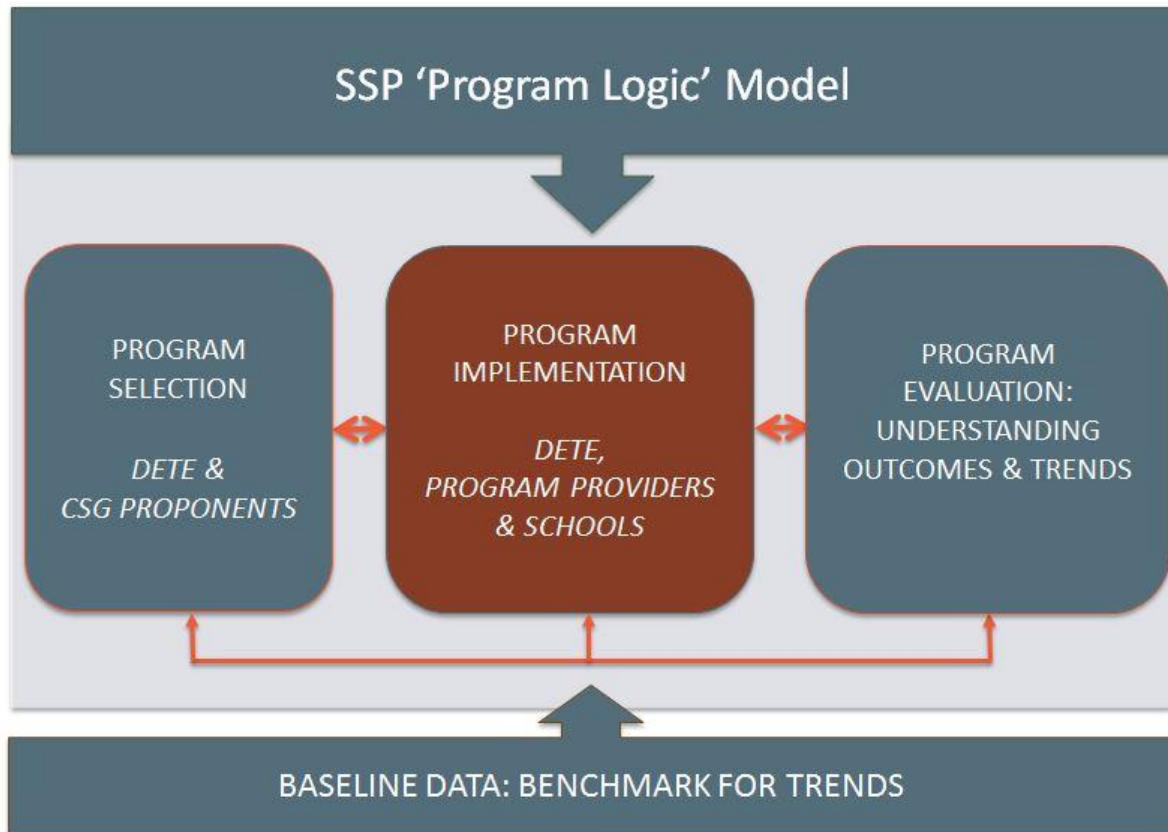 SSP ‘Program Logic’ Model
PROGRAM
SELECTION
DETE &
CSG PROPONENTS
PROGRAM
IMPLEMENTATION
DETE,
PROGRAM PROVIDERS
& SCHOOLS
PROGRAM
EVALUATION:
UNDERSTANDING
OUTCOMES & TRENDS
BASELINE DATA: BENCHMARK FOR TRENDS